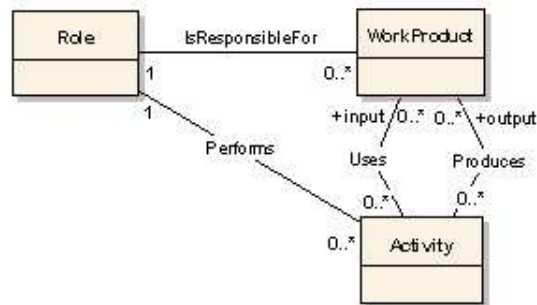 Role
IsResponsibleFor
WorkProduct
1
0..*
1
+input
0..*
0..*
+output
Performs
Uses
Produces
0..*
0..*
0..*
Activity